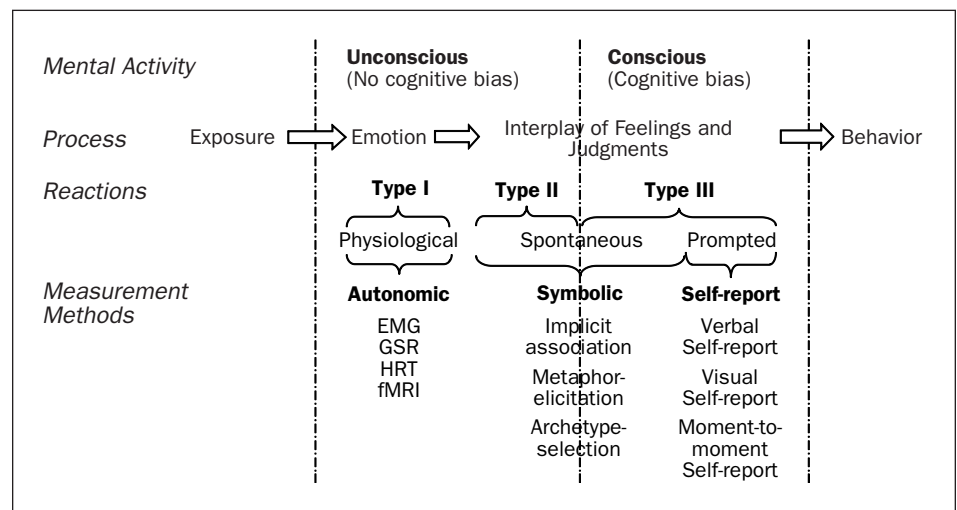 Mental Activity
Unconscious
(No cognitive bias)
Conscious
(Cognitive bias)
Process
Exposure
Emotion
Interplay of Feelings and
Judgments
Behavior
Reactions
Type I
Type II
Type III
Physiological
Spontaneous
Prompted
Measurement
Methods
Autonomic
EMG
GSR
HRT
fMRI
Symbolic
Implicit
association
Metaphor-
elicitation
Archetype-
selection
Self-report
Verbal
Self-report
Visual
Self-report
Moment-to-
moment
Self-report